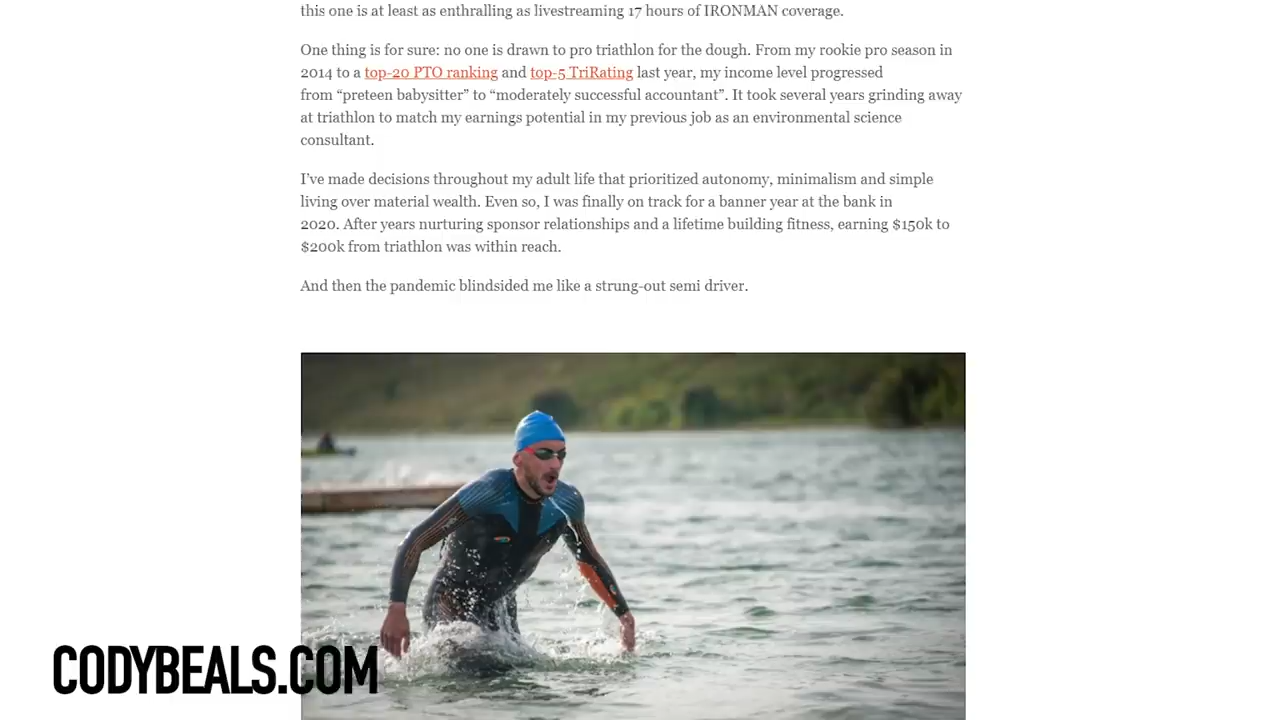 this one is at least as enthralling as livestreaming 17 hours of IRONMAN coverage.
One thing is for sure: no one is drawn to pro triathlon for the dough. From my rookie pro season in
2014 to a top-20 PTO ranking and top-5 TriRating last year, my income level progressed
from “preteen babysitter” to “moderately successful accountant”. It took several years grinding away
at triathlon to match my earnings potential in my previous job as an environmental science
consultant.
I’ve made decisions throughout my adult life that prioritized autonomy, minimalism and simple
living over material wealth. Even so, I was finally on track for a banner year at the bank in
2020. After years nurturing sponsor relationships and a lifetime building fitness, earning $150k to
$200k from triathlon was within reach.
And then the pandemic blindsided me like a strung-out semi driver.
CODYBEALS.COM